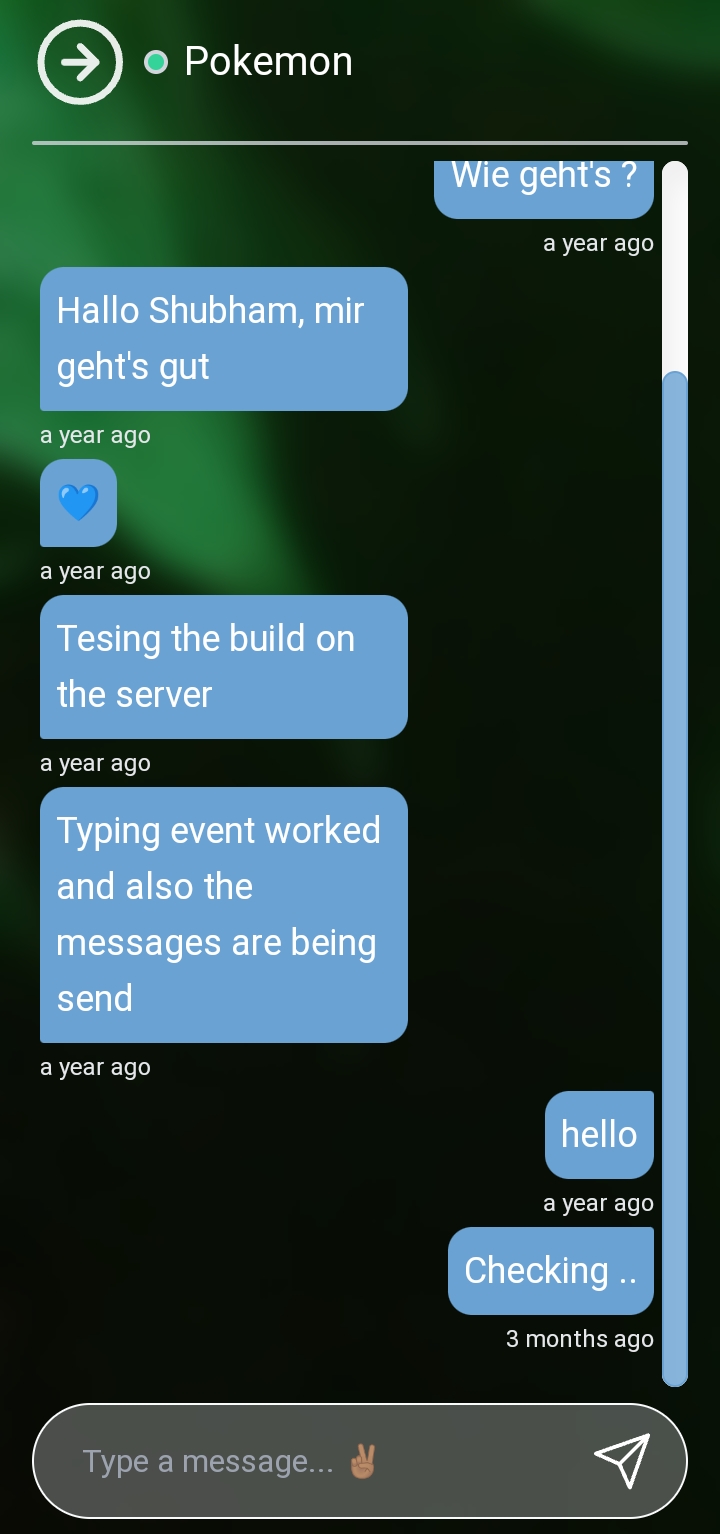 Pokemon
Wie geht's ?
a year ago
Hallo Shubham, mir
geht's gut
a year ago
💙
a year ago
Tesing the build on
the server
a year ago
Typing event worked
and also the
messages are being
send
a year ago
hello
a year ago
Checking ..
3 months ago
Type a message... ✌🏽